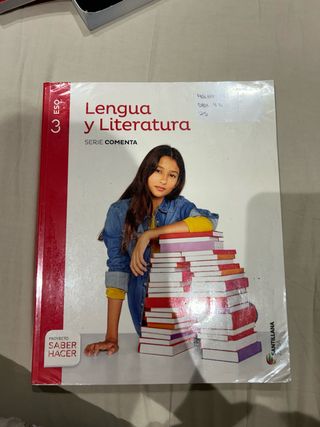 3 ESO
Lengua
y Literatura
SERIE COMENTA
PROYECTO
SABER
HACER
SANTILLANA